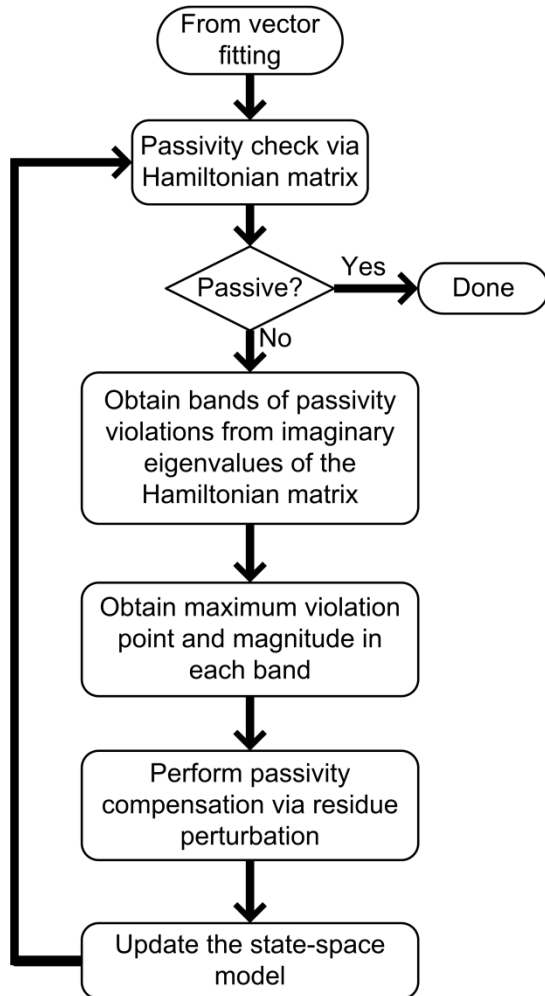 From vector
fitting
Passivity check via
Hamiltonian matrix
Passive?
Yes
Done
No
Obtain bands of passivity
violations from imaginary
eigenvalues of the
Hamiltonian matrix
Obtain maximum violation
point and magnitude in
each band
Perform passivity
compensation via residue
perturbation
Update the state-space
model